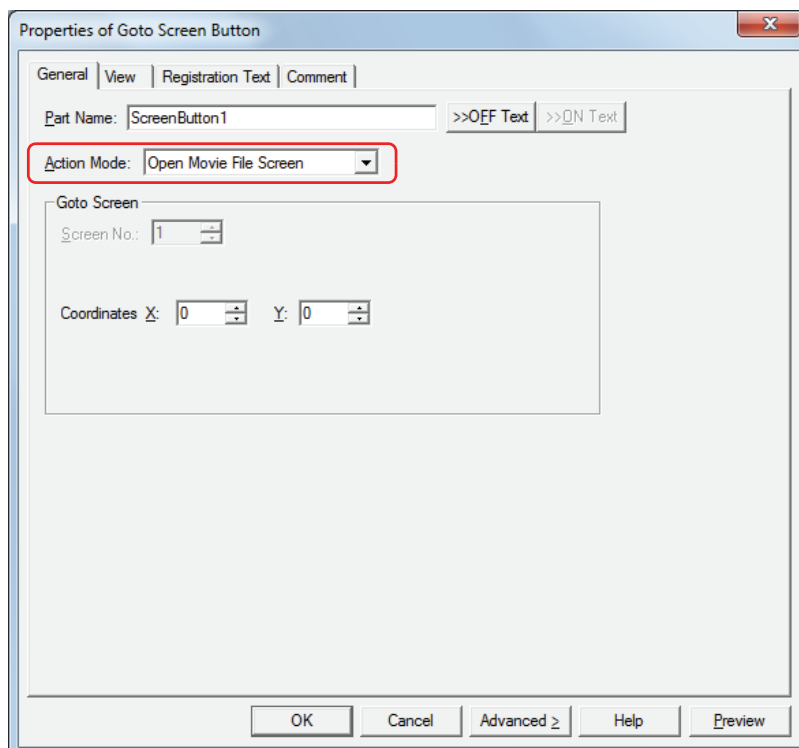 Properties of Goto Screen Button
General View Registration Text Comment
Part Name: ScreenButton1 >>OFF Text >>ON Text
Action Mode: Open Movie File Screen
Goto Screen
Screen No.: 1
Coordinates X: 0 Y: 0
OK Cancel Advanced > Help Preview